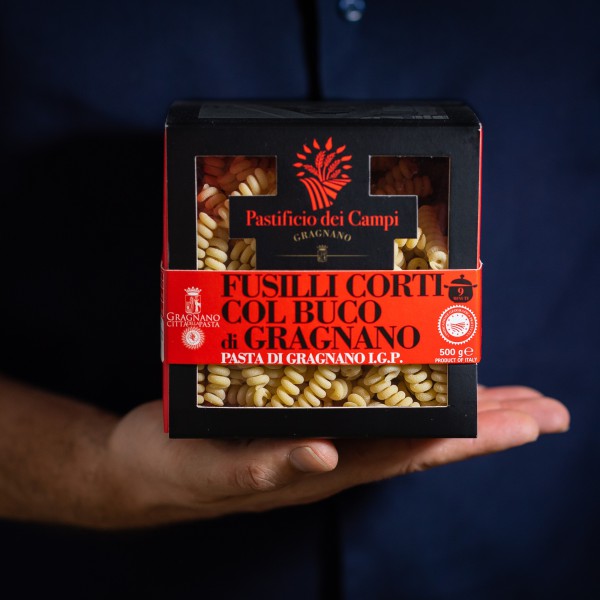 Pastificio dei Campi
GRAGNANO
FUSILLI CORTI
COL BUCO
di GRAGNANO
PASTA DI GRAGNANO I.G.P.
GRAGNANO
CITTÀ DELLA PASTA
9
500 g e
PRODUCT OF ITALY